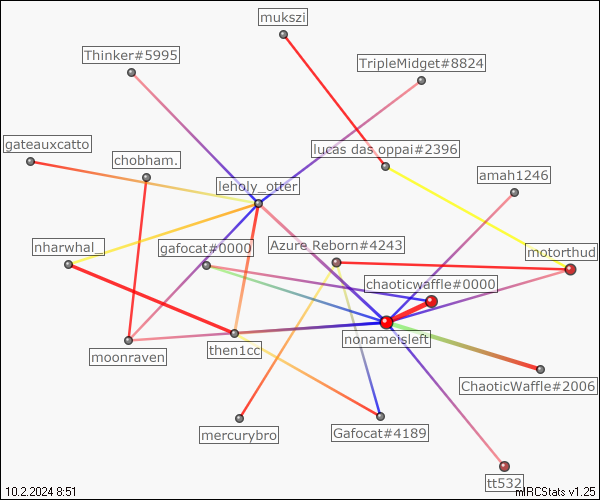 mukszi
Thinker#5995
TripleMidget#8824
gateauxcatto
chobham.
lucas das oppai#2396
amah1246
leholy_otter
nharwhal_
gafocat#0000
Azure Reborn#4243
motorthud
chaoticwaffle#0000
nonameisleft
moonraven
then1cc
ChaoticWaffle#2006
mercurybro
Gafocat#4189
tt532
10.2.2024 8:51
mIRCStats v1.25